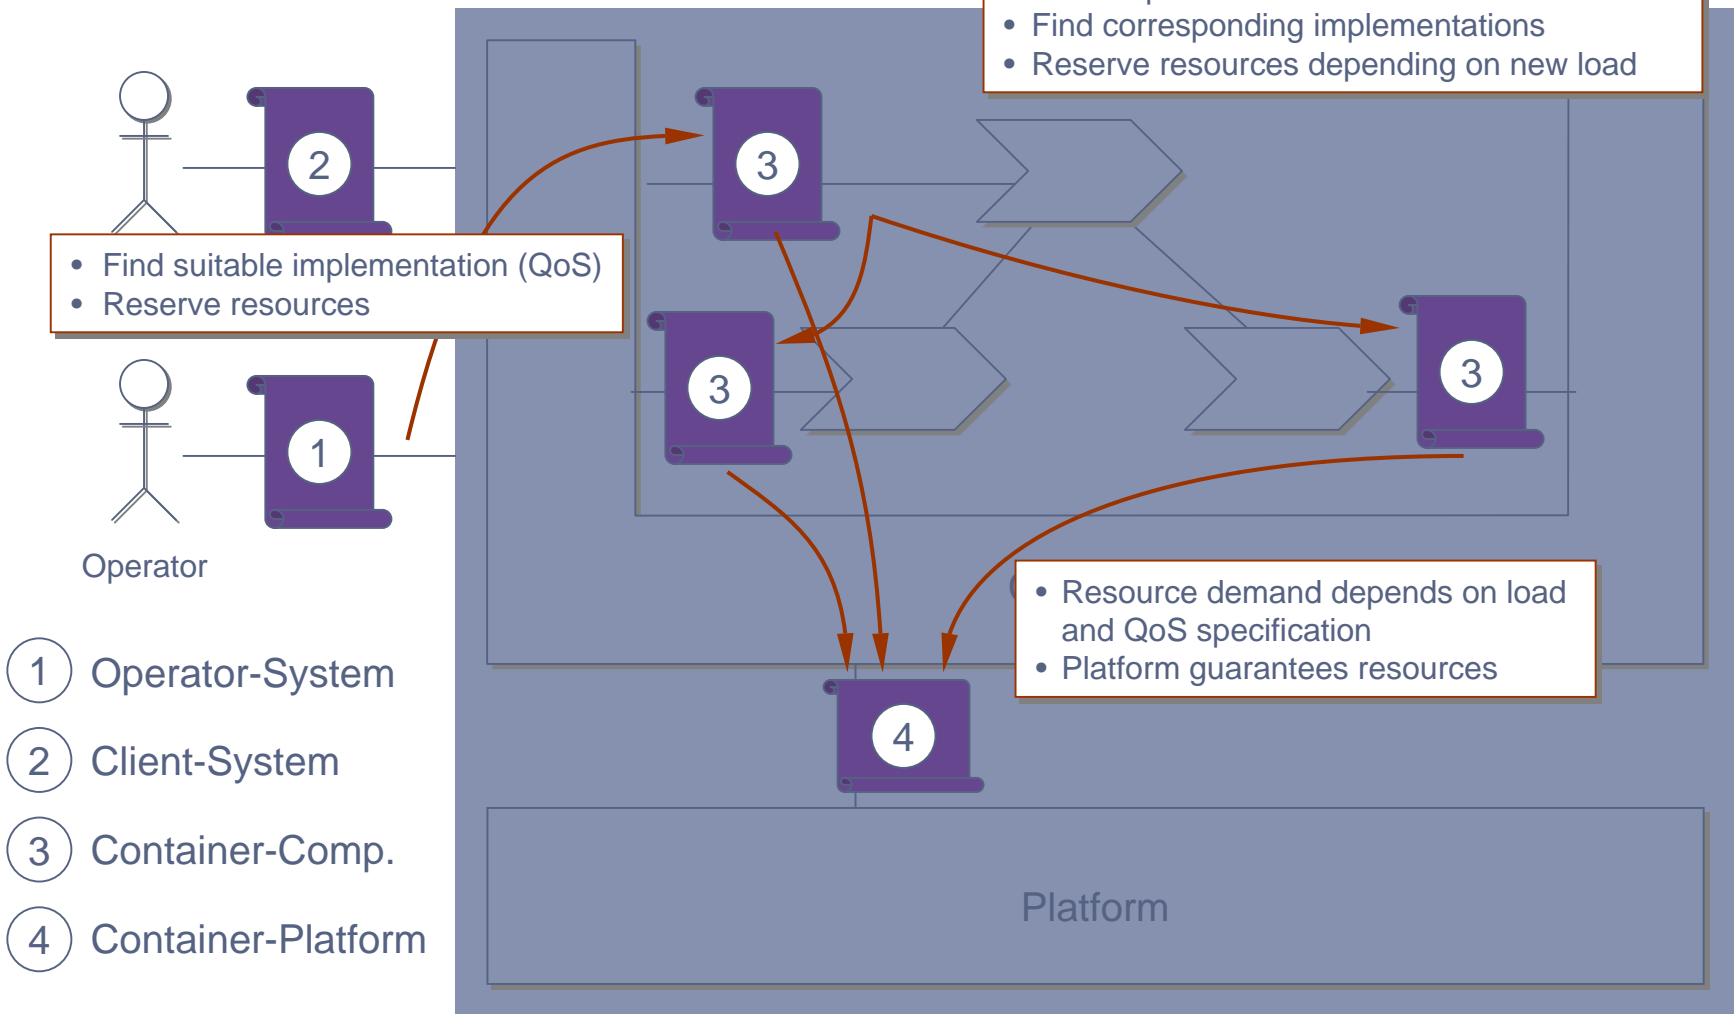 • Find corresponding implementations
• Reserve resources depending on new load
2
3
• Find suitable implementation (QoS)
• Reserve resources
3
3
1
Operator
• Resource demand depends on load
and QoS specification
• Platform guarantees resources
1 Operator-System
4
2 Client-System
3 Container-Comp.
Platform
4 Container-Platform